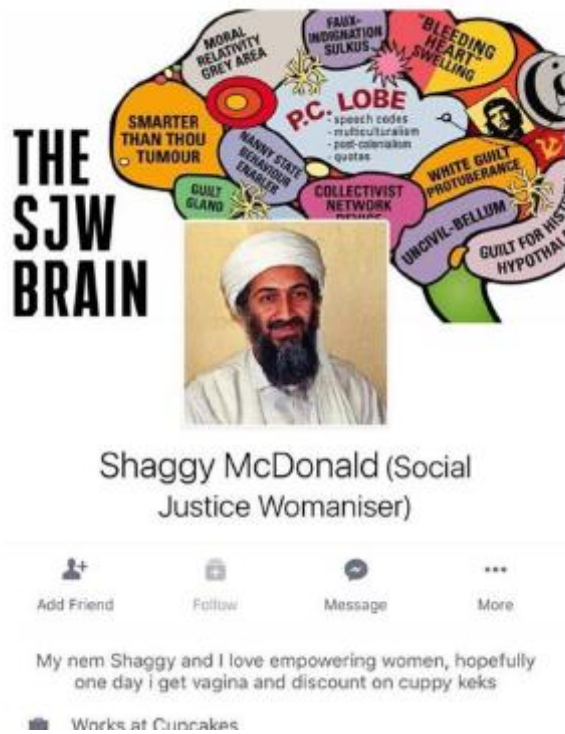 THE
SJW
BRAIN
MORAL
RELATIVITY
GREY AREA
FAUX-
INDIGNATION
SULKUS
"BLEEDING
HEART"
SWELLING
SMARTER
THAN THOU
TUMOUR
NANNY STATE
BEHAVIOUR
ENABLER
P.C. LOBE
- speech codes
- multiculturalism
- post-colonialism
- quotas
GUILT
GLAND
COLLECTIVIST
NETWORK
DEVICE
WHITE GUILT
PROTUBERANCE
UNCIVIL-BELLUM
GUILT FOR HIST
HYPOTHAL
Shaggy McDonald (Social
Justice Womaniser)
Add Friend
Follow
Message
More
My nem Shaggy and I love empowering women, hopefully
one day i get vagina and discount on cuppy keks
Works at Cupcakes